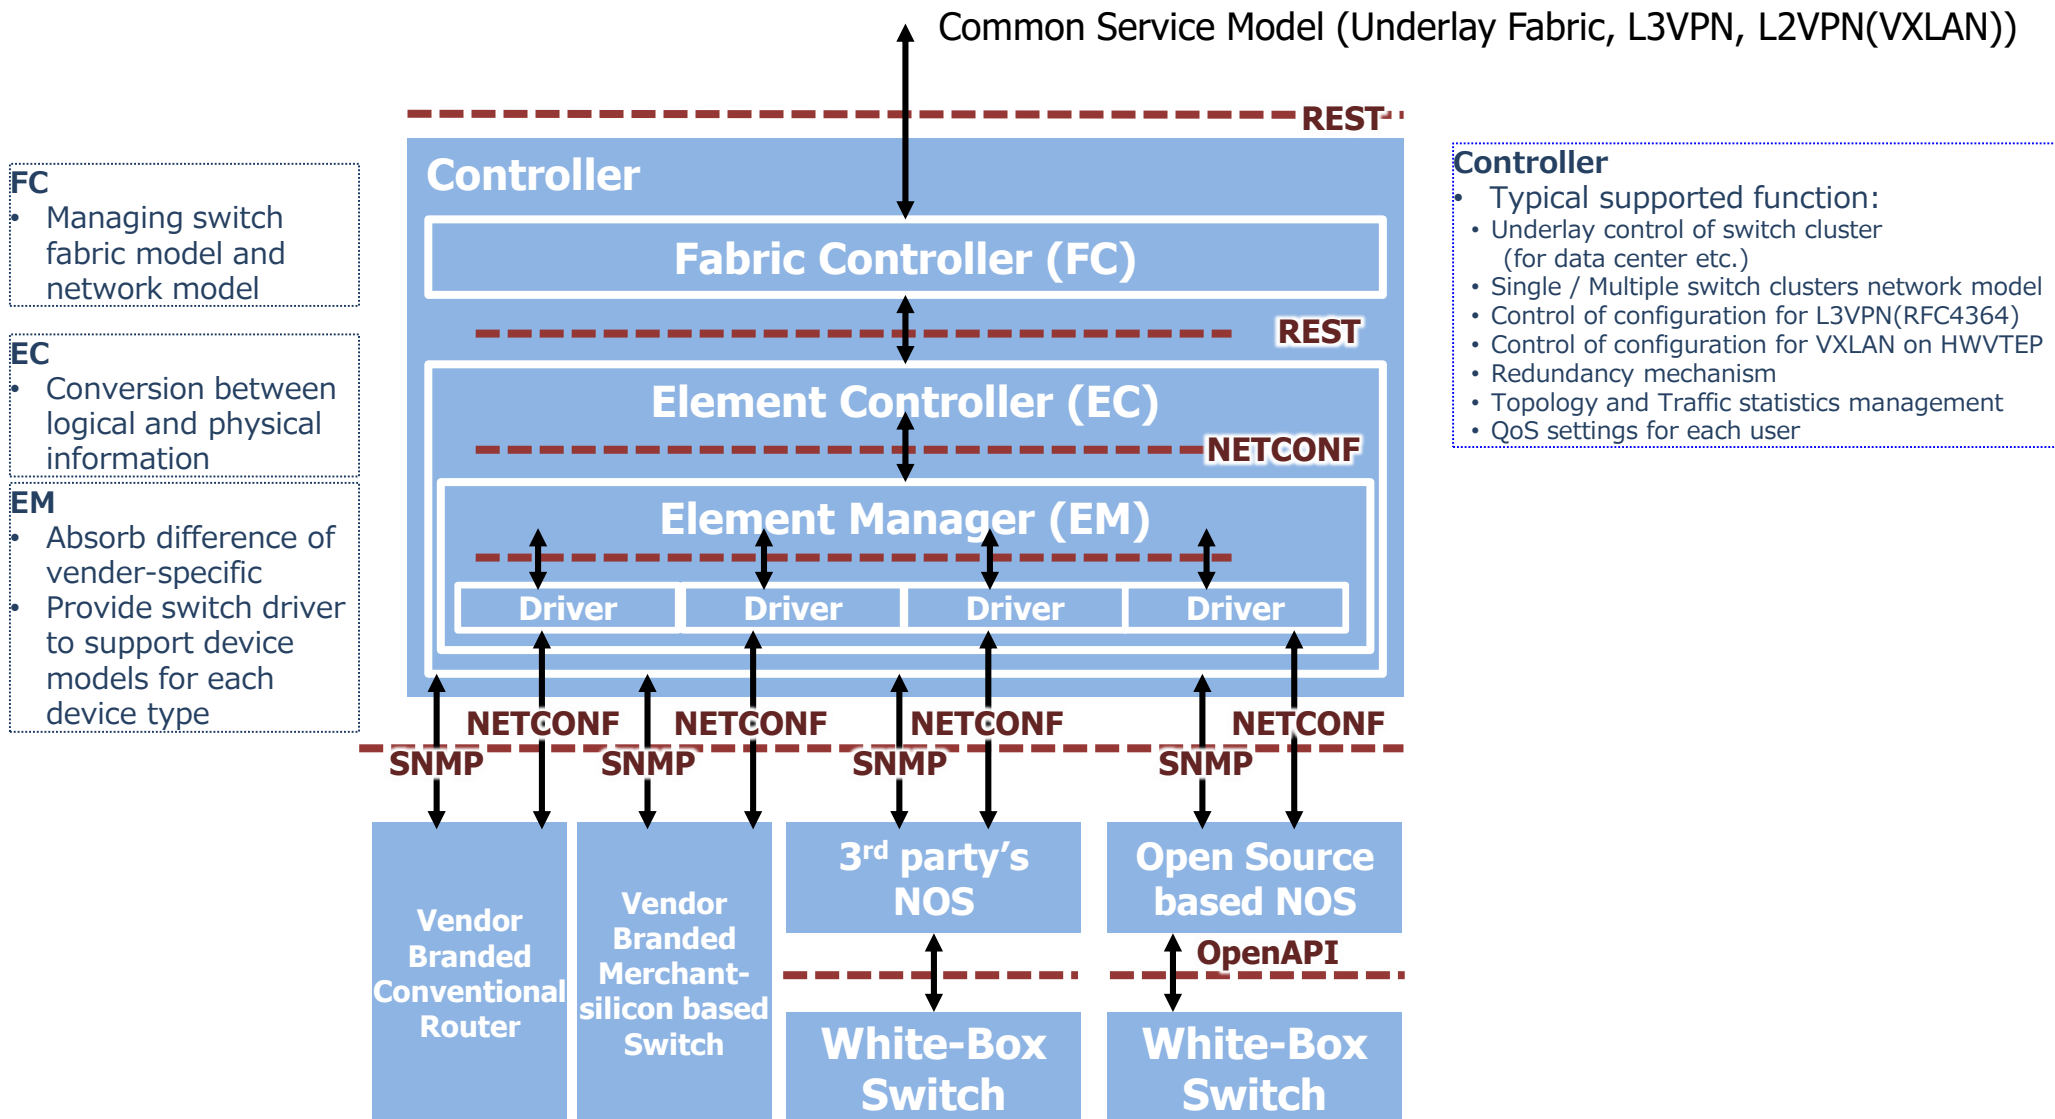 Common Service Model (Underlay Fabric, L3VPN, L2VPN(VXLAN))
REST
Controller
Fabric Controller (FC)
REST
Element Controller (EC)
NETCONF
Element Manager (EM)
Driver
Driver
Driver
Driver
NETCONF
NETCONF
NETCONF
NETCONF
SNMP
SNMP
SNMP
SNMP
Vendor
Branded
Conventional
Router
Vendor
Branded
Merchant-
silicon based
Switch
3rd party’s
NOS
White-Box
Switch
Open Source
based NOS
OpenAPI
White-Box
Switch
FC
• Managing switch
fabric model and
network model
EC
• Conversion between
logical and physical
information
EM
• Absorb difference of
vender-specific
• Provide switch driver
to support device
models for each
device type
Controller
• Typical supported function:
• Underlay control of switch cluster
(for data center etc.)
• Single / Multiple switch clusters network model
• Control of configuration for L3VPN(RFC4364)
• Control of configuration for VXLAN on HWVTEP
• Redundancy mechanism
• Topology and Traffic statistics management
• QoS settings for each user